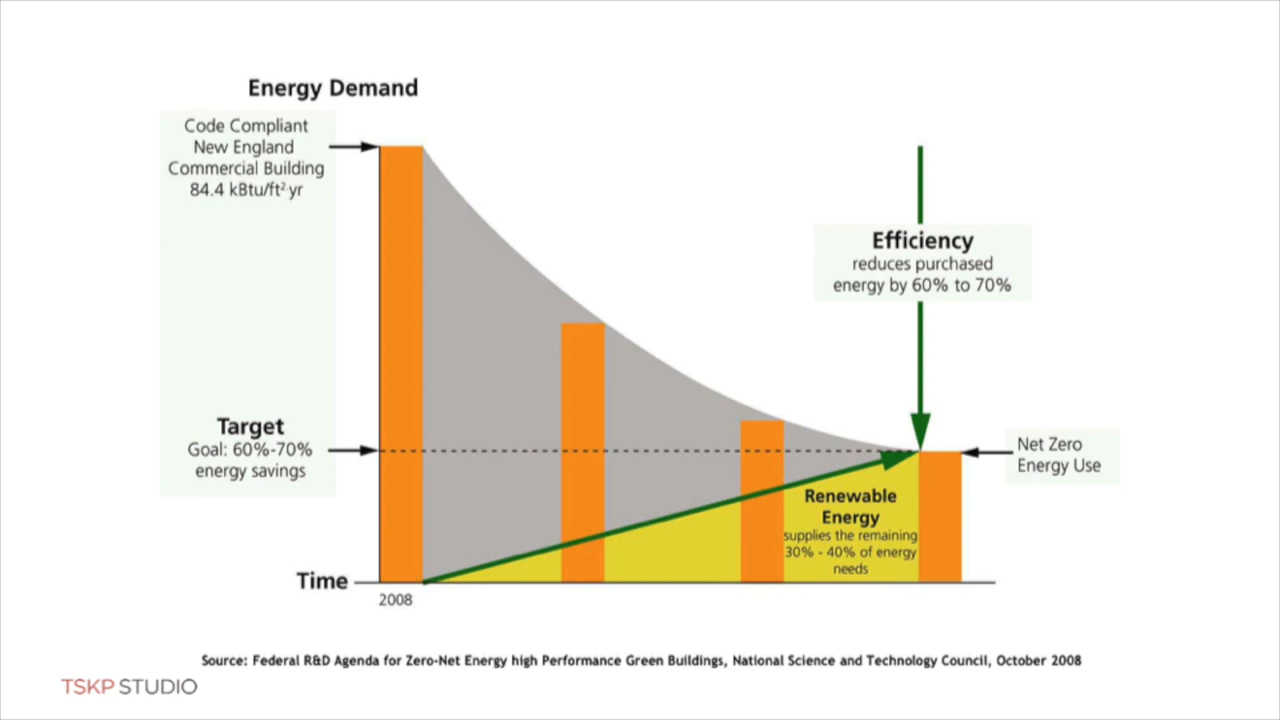 Energy Demand
Code Compliant
New England
Commercial Building
84.4 kBtu/ft²·yr
Efficiency
reduces purchased
energy by 60% to 70%
Target
Goal: 60%-70%
energy savings
Net Zero
Energy Use
Renewable
Energy
supplies the remaining
30% - 40% of energy
needs
Time
2008
Source: Federal R&D Agenda for Zero-Net Energy high Performance Green Buildings, National Science and Technology Council, October 2008
TSKP STUDIO